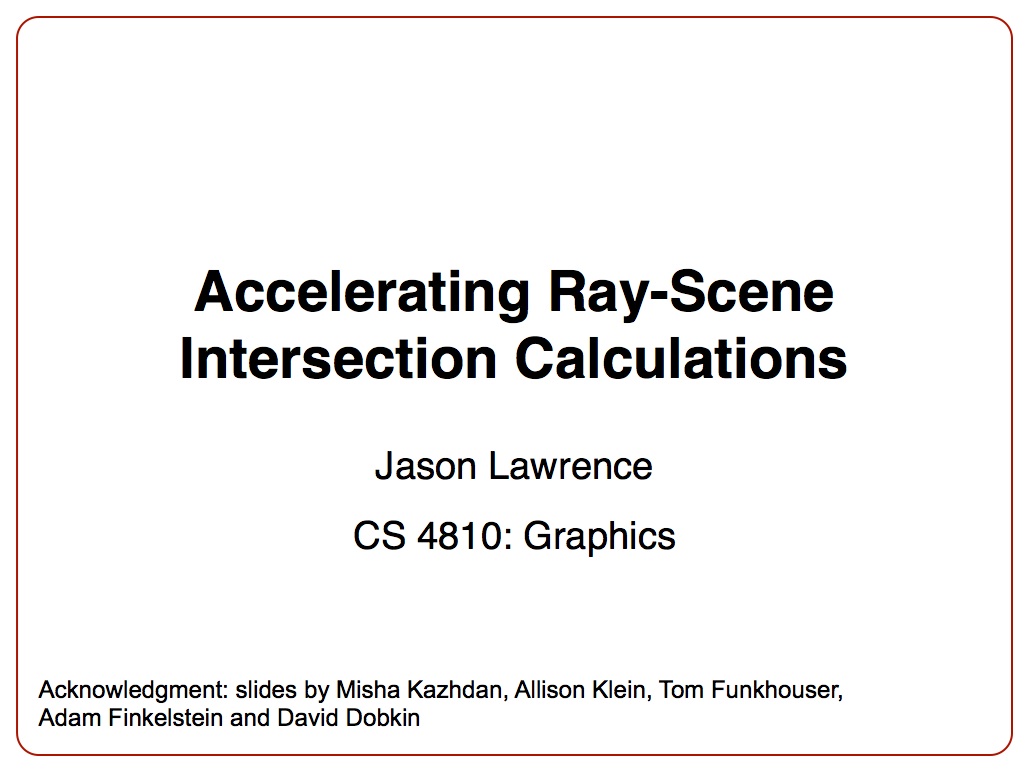 Accelerating Ray-Scene
Intersection Calculations
Jason Lawrence
CS 4810: Graphics
Acknowledgment: slides by Misha Kazhdan, Allison Klein, Tom Funkhouser,
Adam Finkelstein and David Dobkin